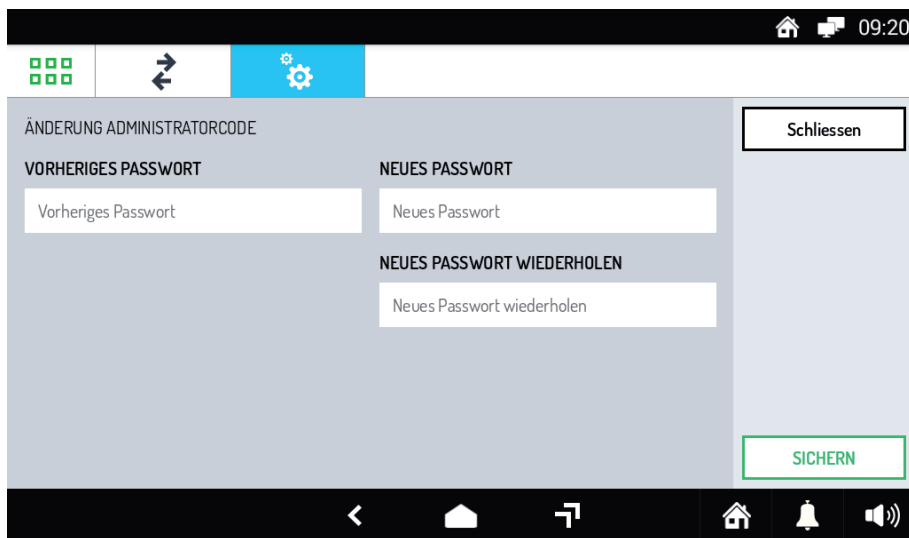 09:20
ÄNDERUNG ADMINISTRATORCODE
Schliessen
VORHERIGES PASSWORT
NEUES PASSWORT
Vorheriges Passwort
Neues Passwort
NEUES PASSWORT WIEDERHOLEN
Neues Passwort wiederholen
SICHERN